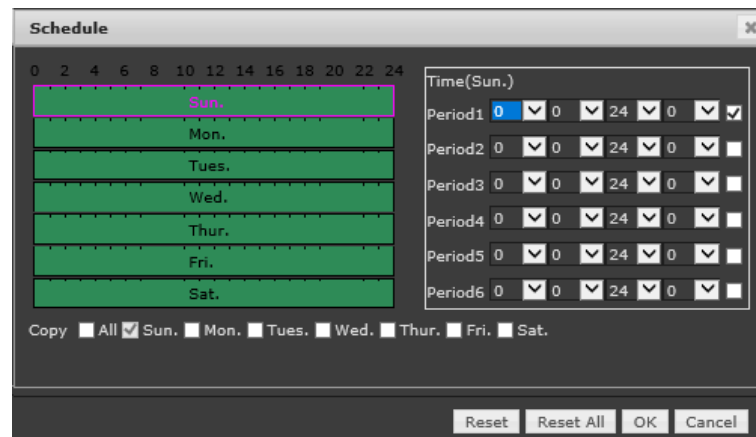 Schedule
0 2 4 6 8 10 12 14 16 18 20 22 24
Sun.
Mon.
Tues.
Wed.
Thur.
Fri.
Sat.
Time(Sun.)
Period1 0 0 24 0
Period2 0 0 24 0
Period3 0 0 24 0
Period4 0 0 24 0
Period5 0 0 24 0
Period6 0 0 24 0
Copy All Sun. Mon. Tues. Wed. Thur. Fri. Sat.
Reset Reset All OK Cancel